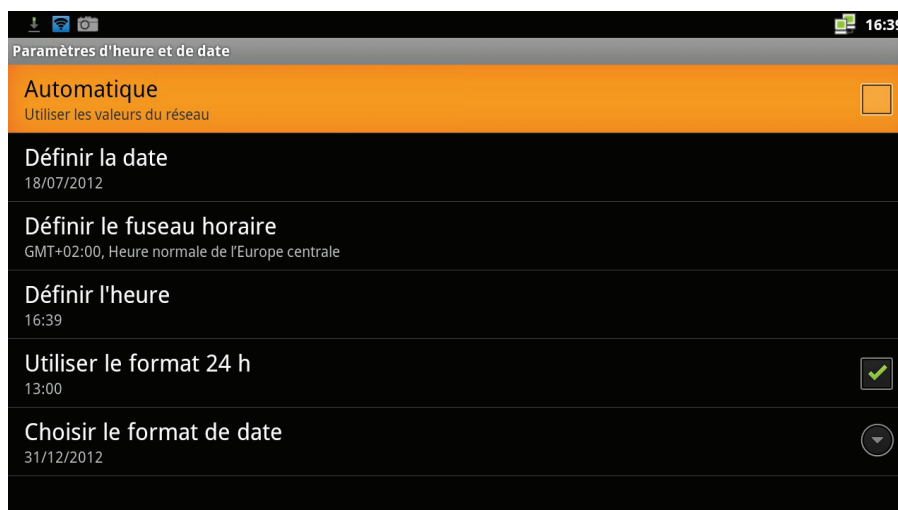 16:39
Paramètres d'heure et de date
Automatique
Utiliser les valeurs du réseau
Définir la date
18/07/2012
Définir le fuseau horaire
GMT+02:00, Heure normale de l’Europe centrale
Définir l'heure
16:39
Utiliser le format 24 h
13:00
Choisir le format de date
31/12/2012